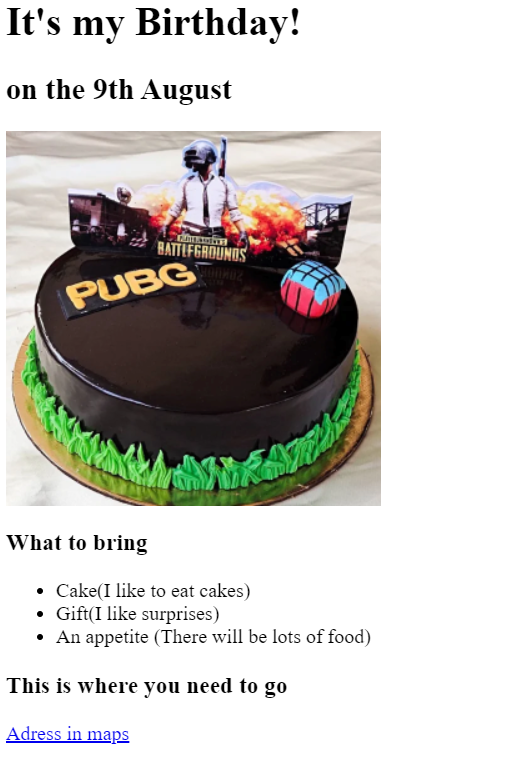 It's my Birthday!
on the 9th August
PLAYERUNKNOWN'S
BATTLEGROUNDS
PUBG
What to bring
Cake(I like to eat cakes)
Gift(I like surprises)
An appetite (There will be lots of food)
This is where you need to go
Adress in maps